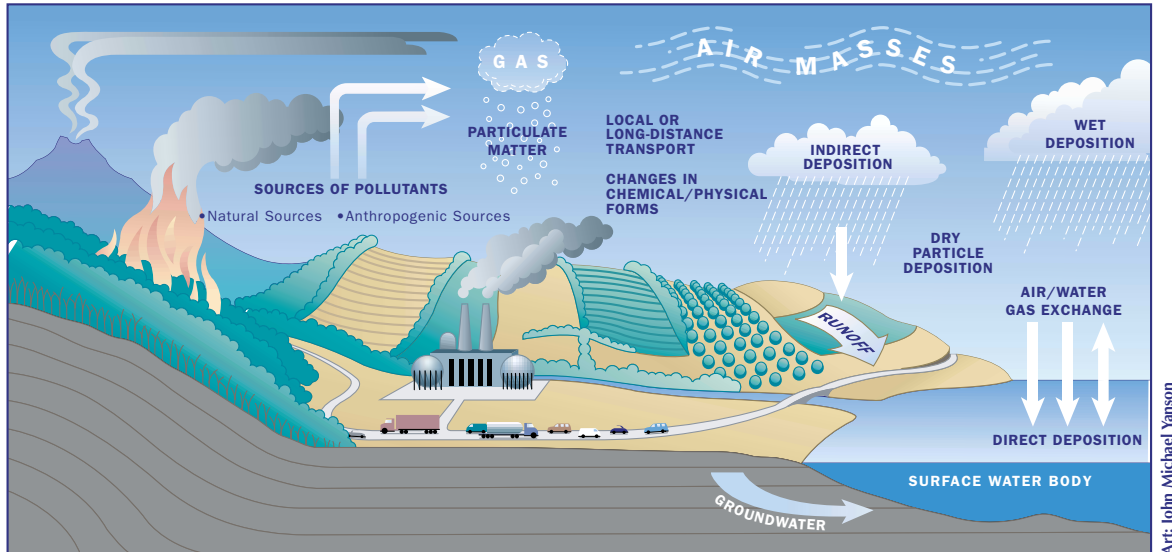 GAS
AIR MASSES
PARTICULATE
MATTER
LOCAL OR
LONG-DISTANCE
TRANSPORT
CHANGES IN
CHEMICAL/PHYSICAL
FORMS
SOURCES OF POLLUTANTS
•Natural Sources •Anthropogenic Sources
INDIRECT
DEPOSITION
WET
DEPOSITION
DRY
PARTICLE
DEPOSITION
AIR/WATER
GAS EXCHANGE
RUNOFF
DIRECT DEPOSITION
SURFACE WATER BODY
GROUNDWATER
Art: John Michael Yanson